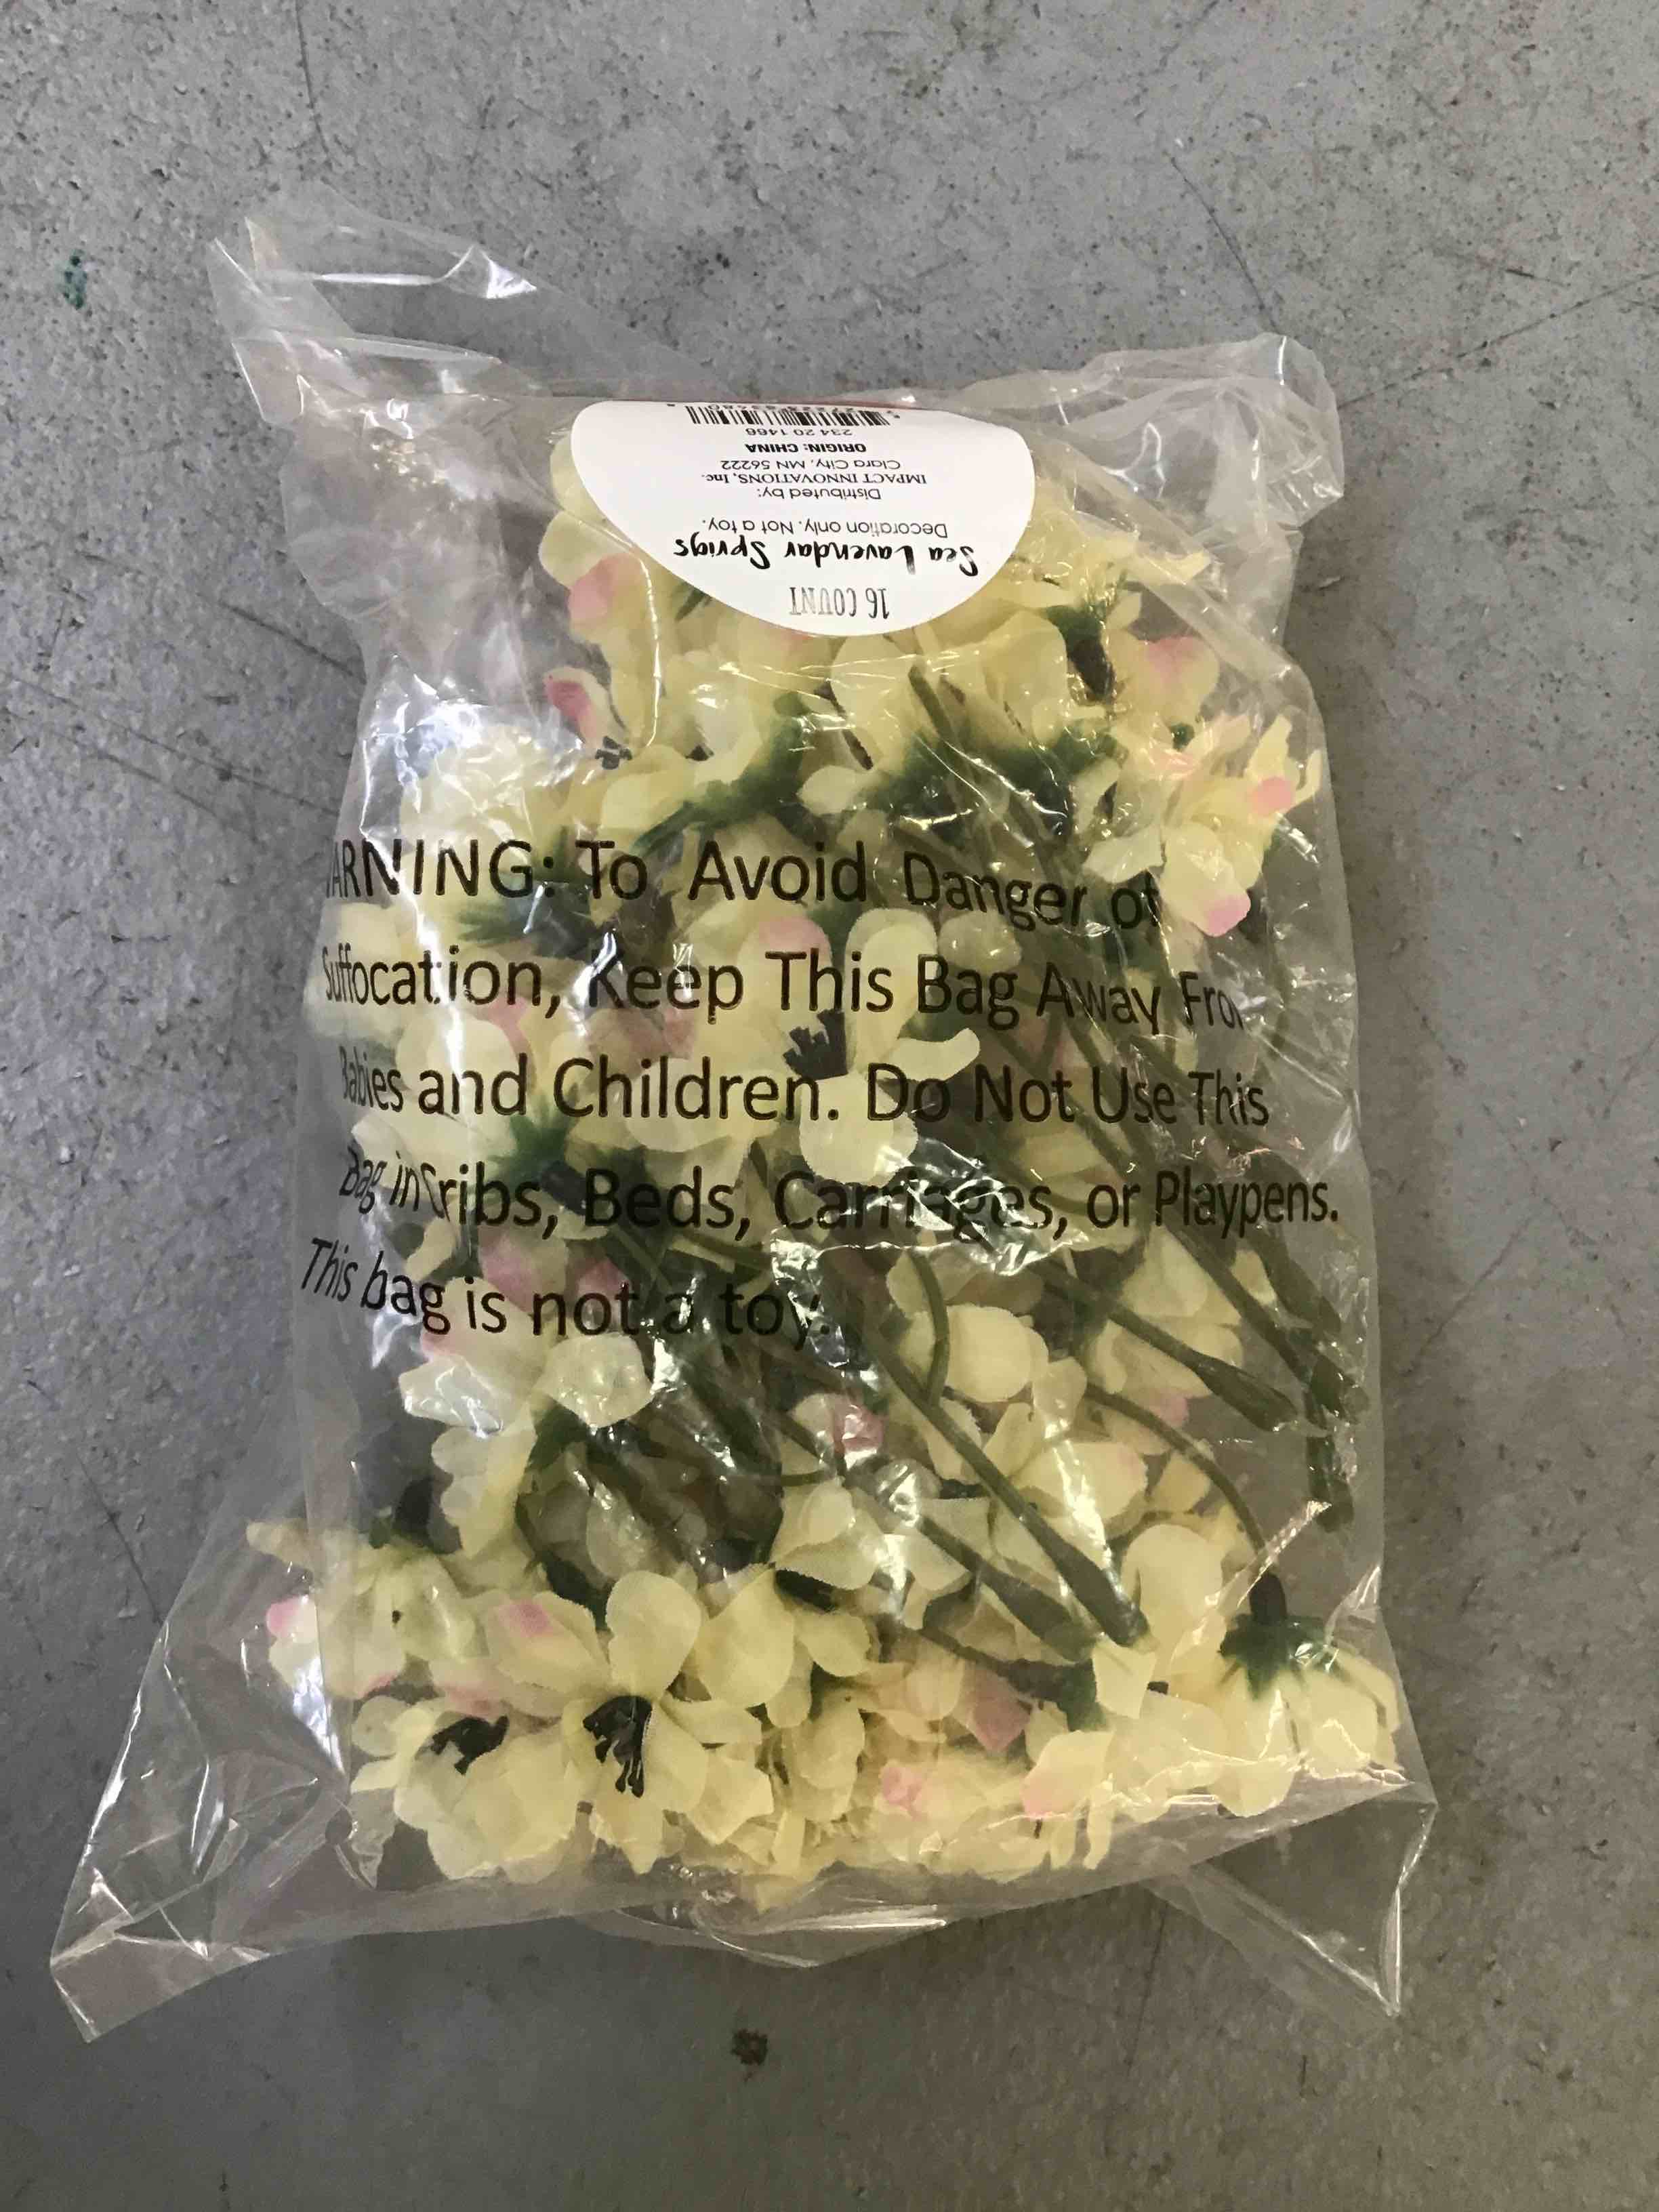 16 COUNT
Sea Lavendar Sprigs
Decoration only. Not a toy.
Distributed by:
IMPACT INNOVATIONS, Inc.
Clara City, MN 56222
ORIGIN: CHINA
234 20 1466
ARNING: To Avoid Danger of
Suffocation, Keep This Bag Away Fro
Babies and Children. Do Not Use This
Bag in Cribs, Beds, Carriages, or Playpens.
This bag is not a toy.